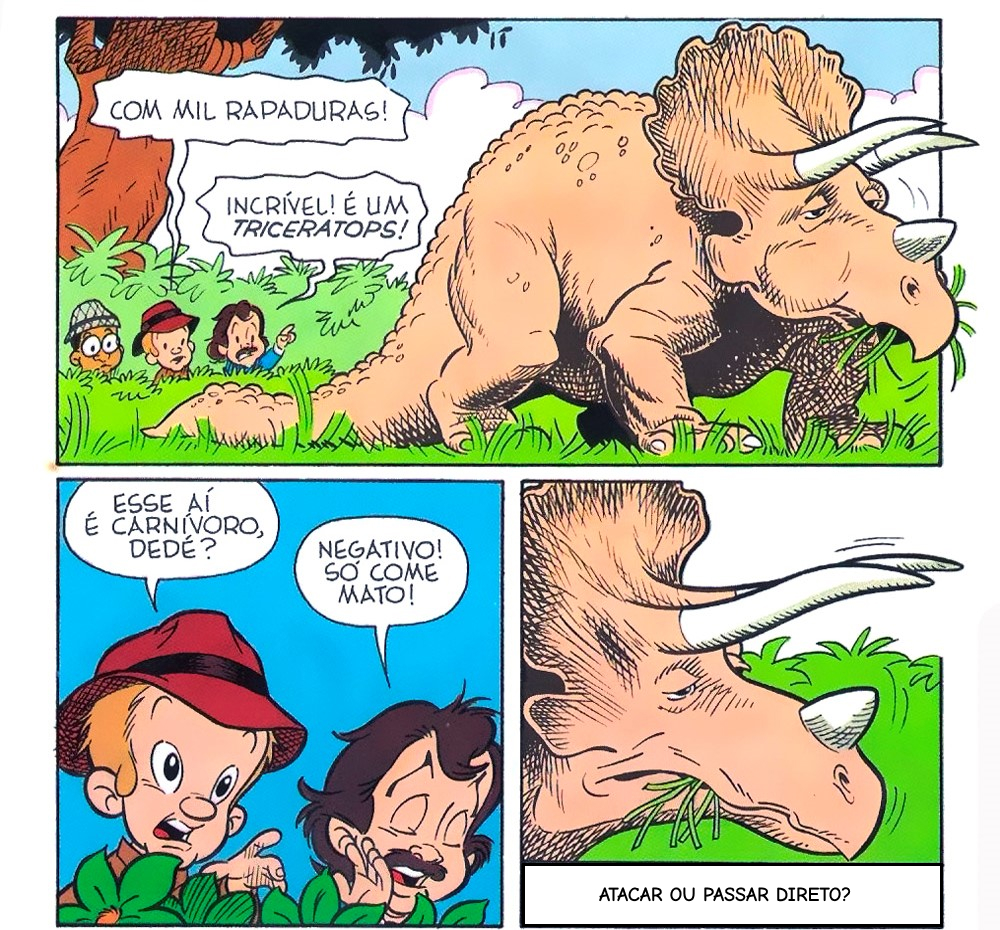 COM MIL RAPADURAS!
INCRÍVEL! É UM
TRICERATOPS!
ESSE AÍ
É CARNÍVORO,
DEDÉ?
NEGATIVO!
SÓ COME
MATO!
ATACAR OU PASSAR DIRETO?